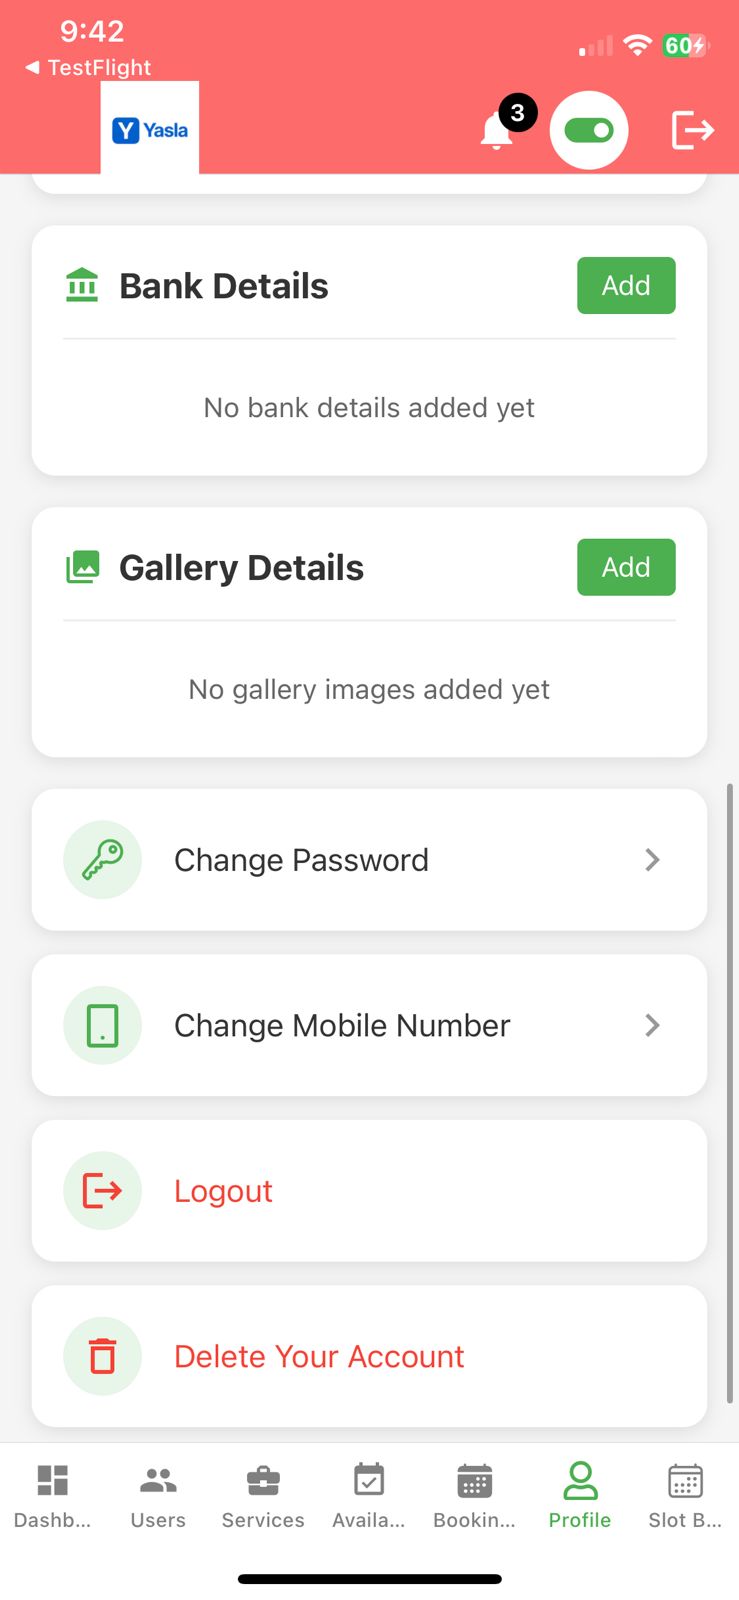 9:42
60
◀ TestFlight
Y Yasla
3
Bank Details
Add
No bank details added yet
Gallery Details
Add
No gallery images added yet
Change Password
Change Mobile Number
Logout
Delete Your Account
Dashb... Users Services Availa... Bookin... Profile Slot B...